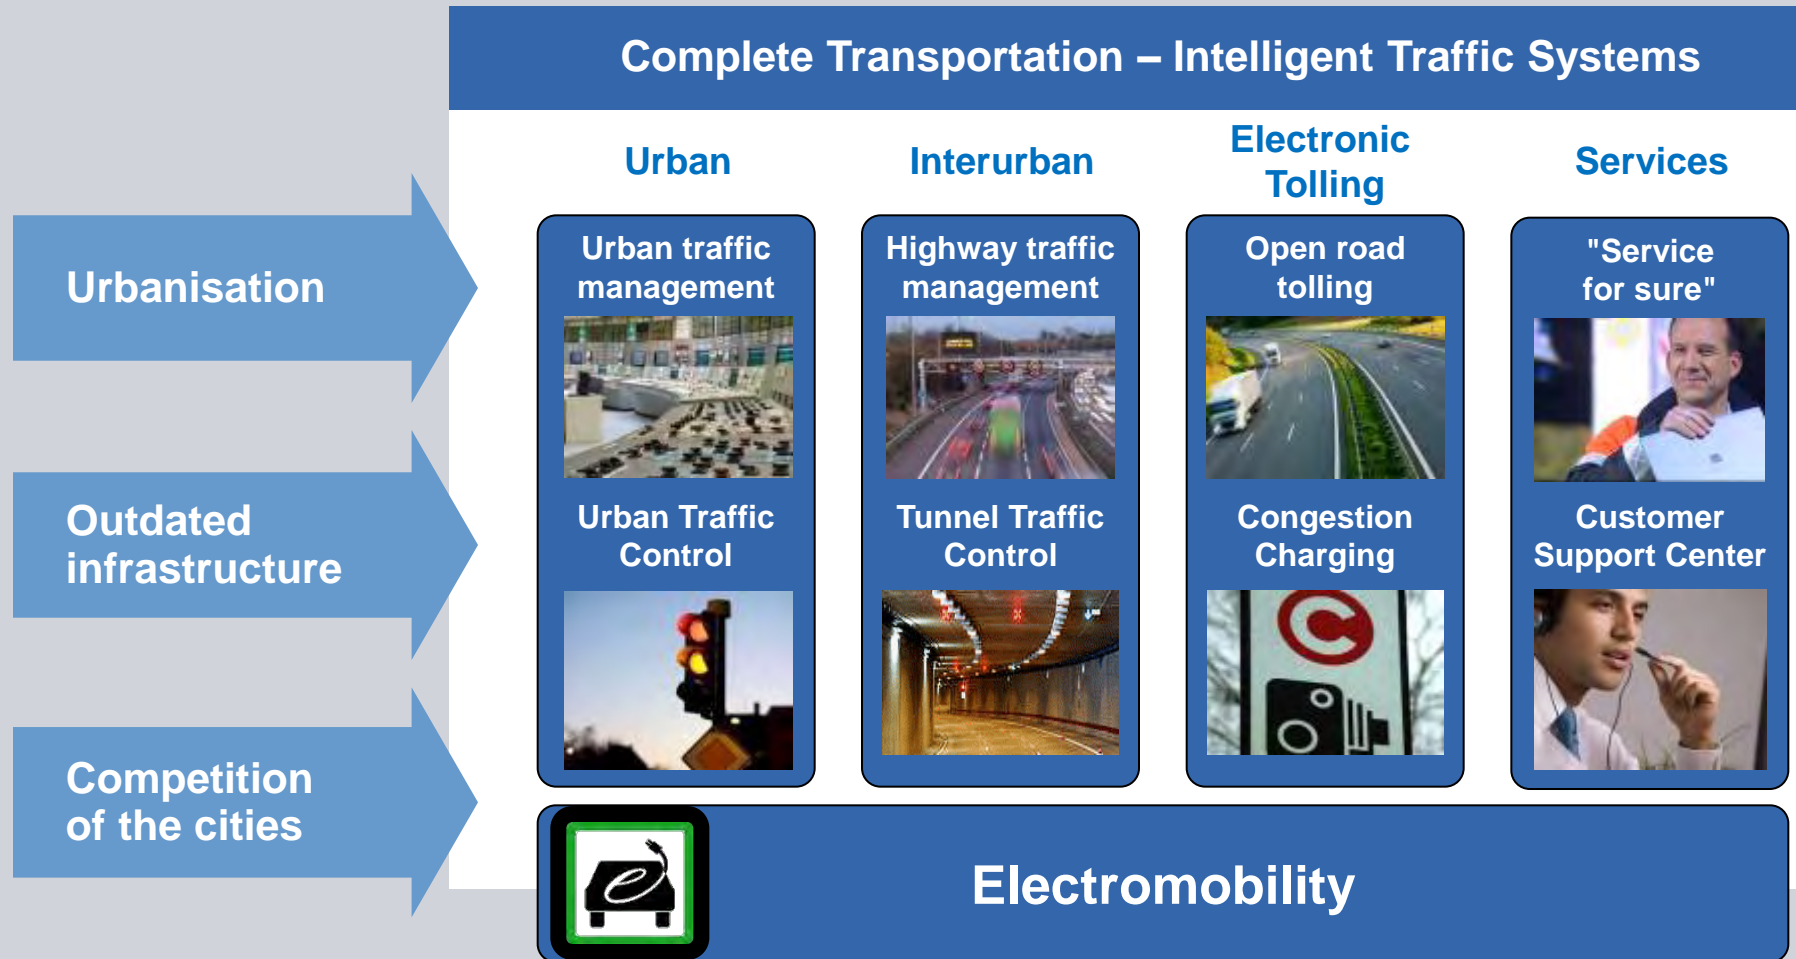 Complete Transportation – Intelligent Traffic Systems
Urban
Interurban
Electronic
Tolling
Services
Urbanisation
Outdated
infrastructure
Competition
of the cities
Urban traffic
management
Urban Traffic
Control
Highway traffic
management
Tunnel Traffic
Control
Open road
tolling
Congestion
Charging
C
"Service
for sure"
Customer
Support Center
e
Electromobility